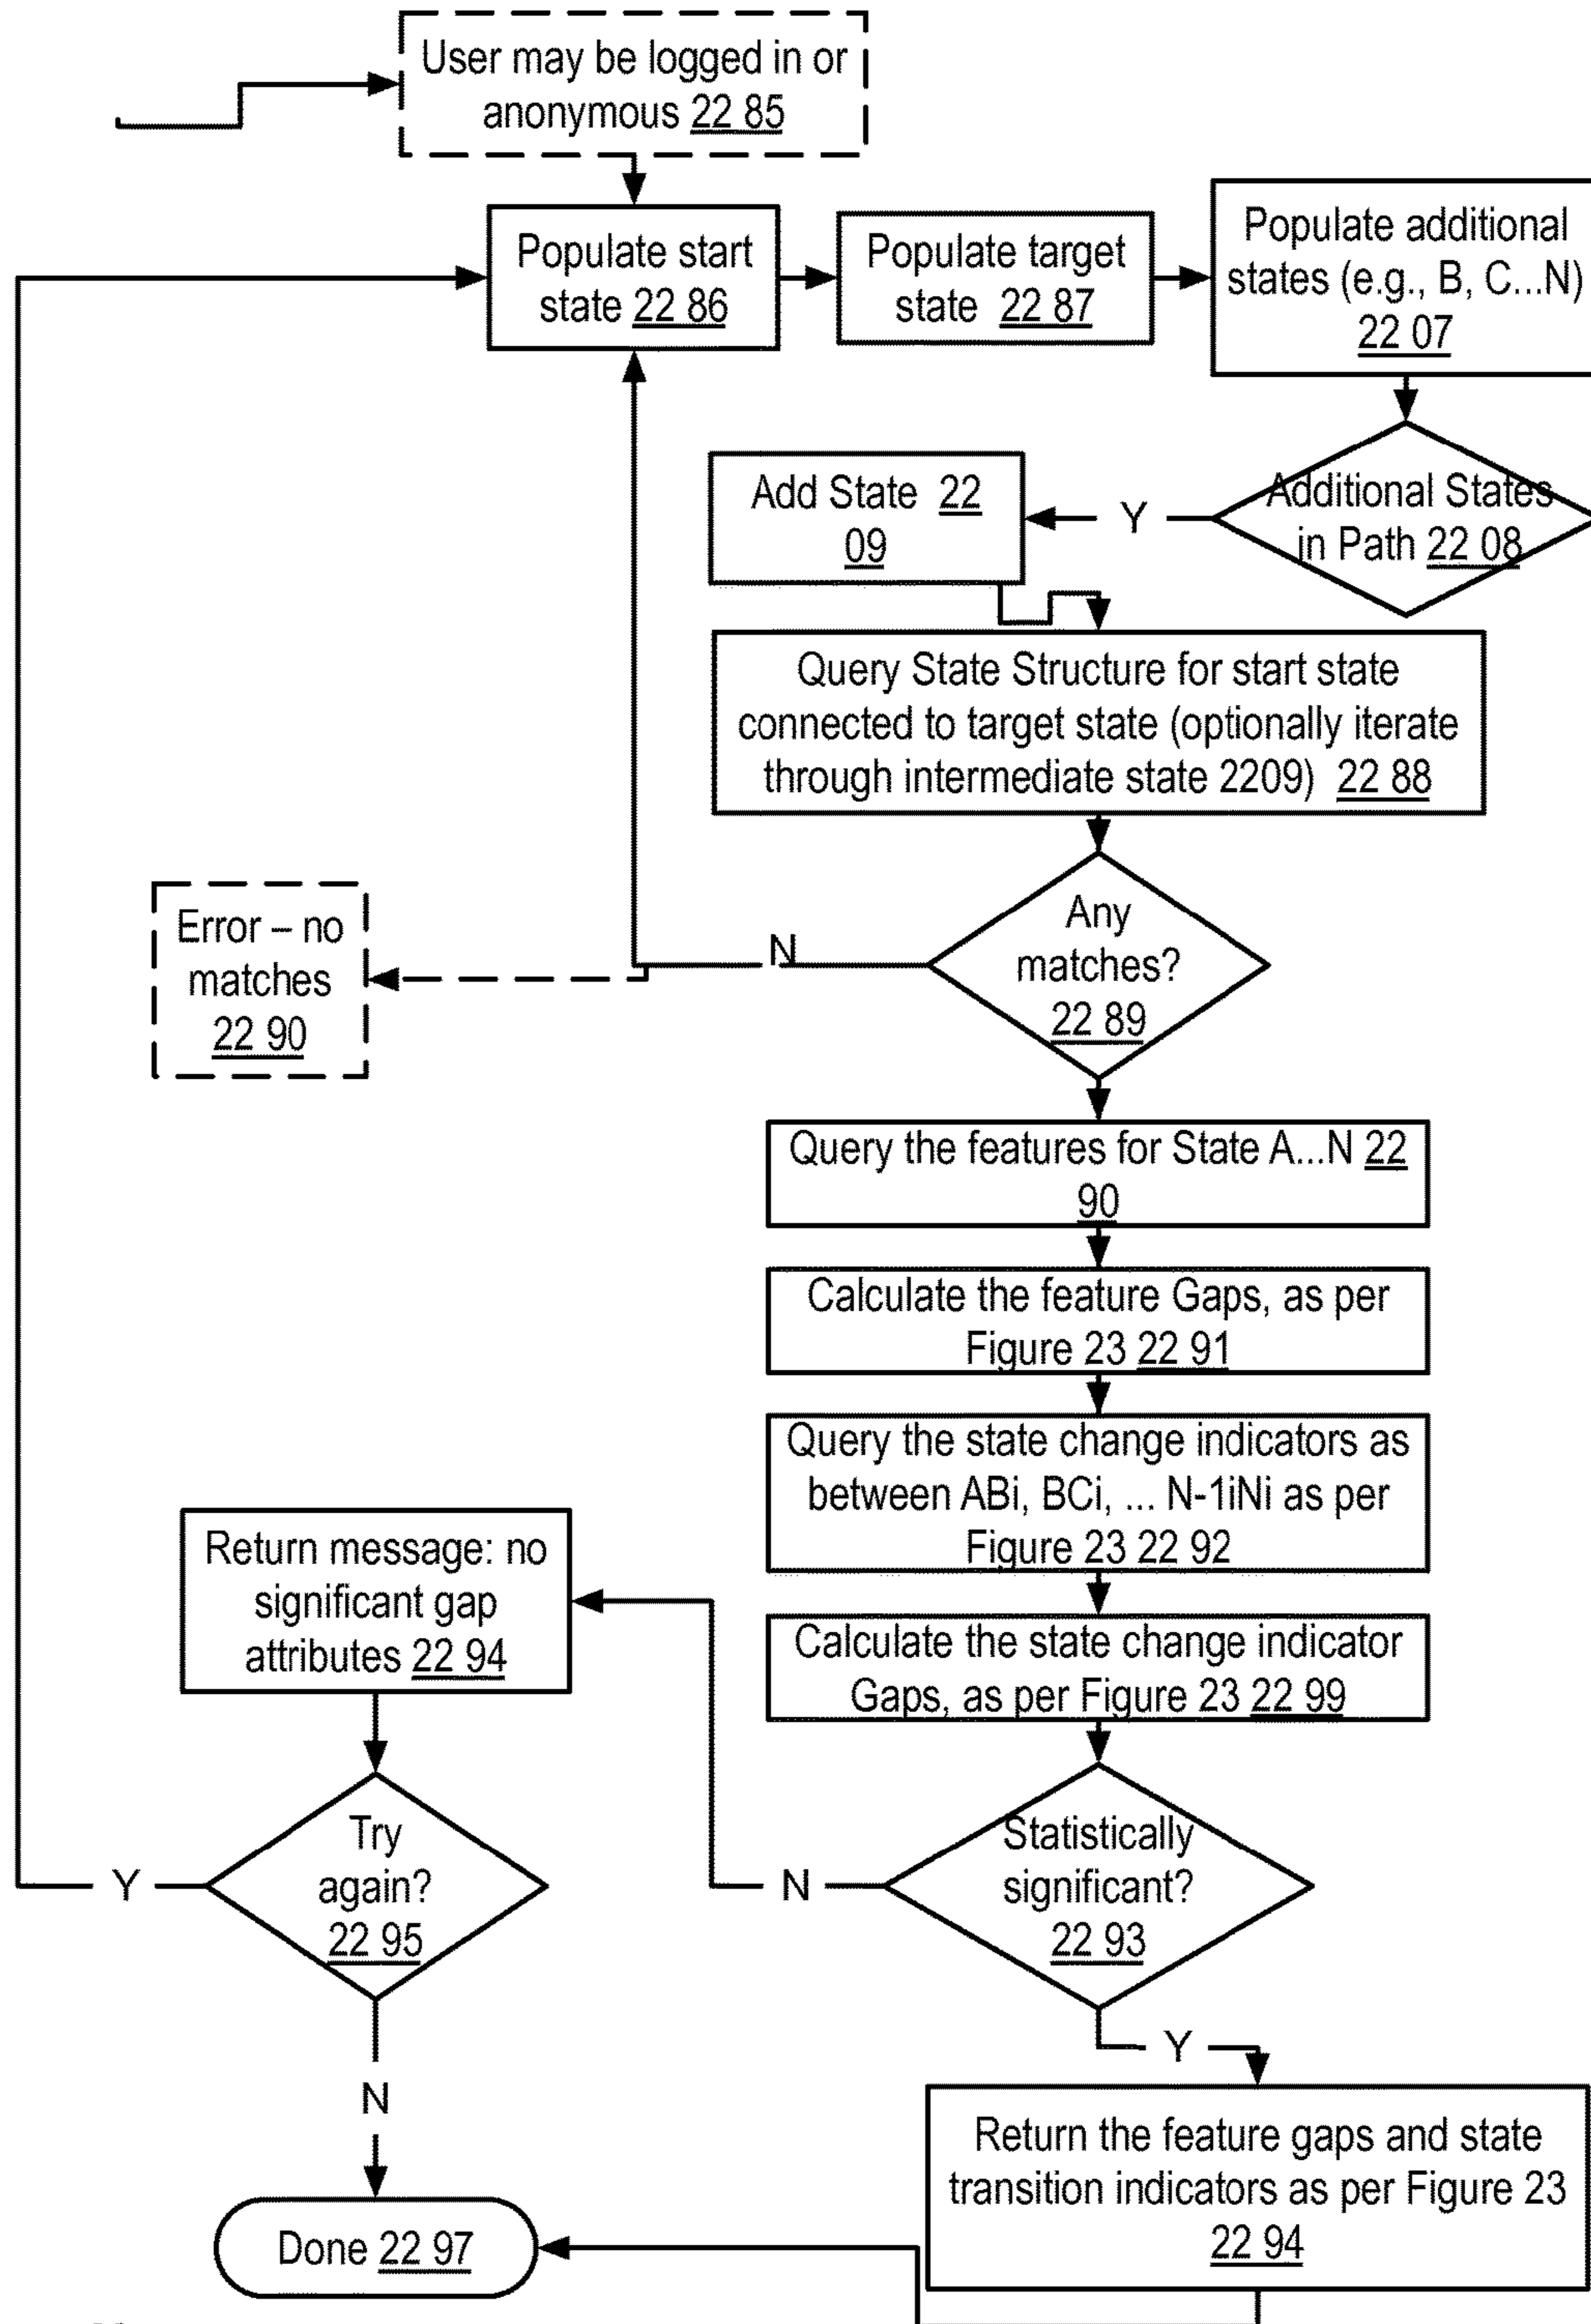 User may be logged in or
anonymous 22 85
Populate start
state 22 86
Populate target
state 22 87
Populate additional
states (e.g., B, C...N)
22 07
Additional States
in Path 22 08
Y
Add State 22
09
Query State Structure for start state
connected to target state (optionally iterate
through intermediate state 2209) 22 88
Any
matches?
22 89
N
Error – no
matches
22 90
Query the features for State A...N 22
90
Calculate the feature Gaps, as per
Figure 23 22 91
Query the state change indicators as
between ABi, BCi, ... N-1iNi as per
Figure 23 22 92
Calculate the state change indicator
Gaps, as per Figure 23 22 99
Statistically
significant?
22 93
N
Return message: no
significant gap
attributes 22 94
Try
again?
22 95
Y
N
Y
Return the feature gaps and state
transition indicators as per Figure 23
22 94
Done 22 97